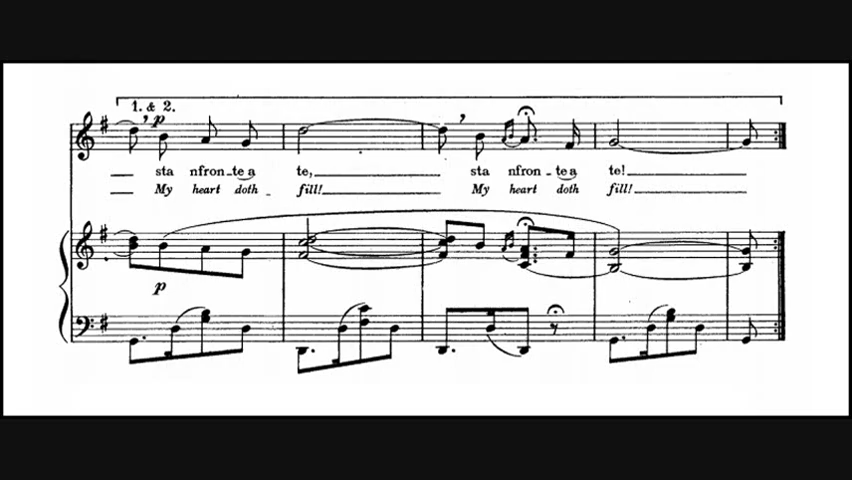 1. & 2.
p
sta nfron-te a te, sta nfron-te a te!
My heart doth - fill! My heart doth fill!
p